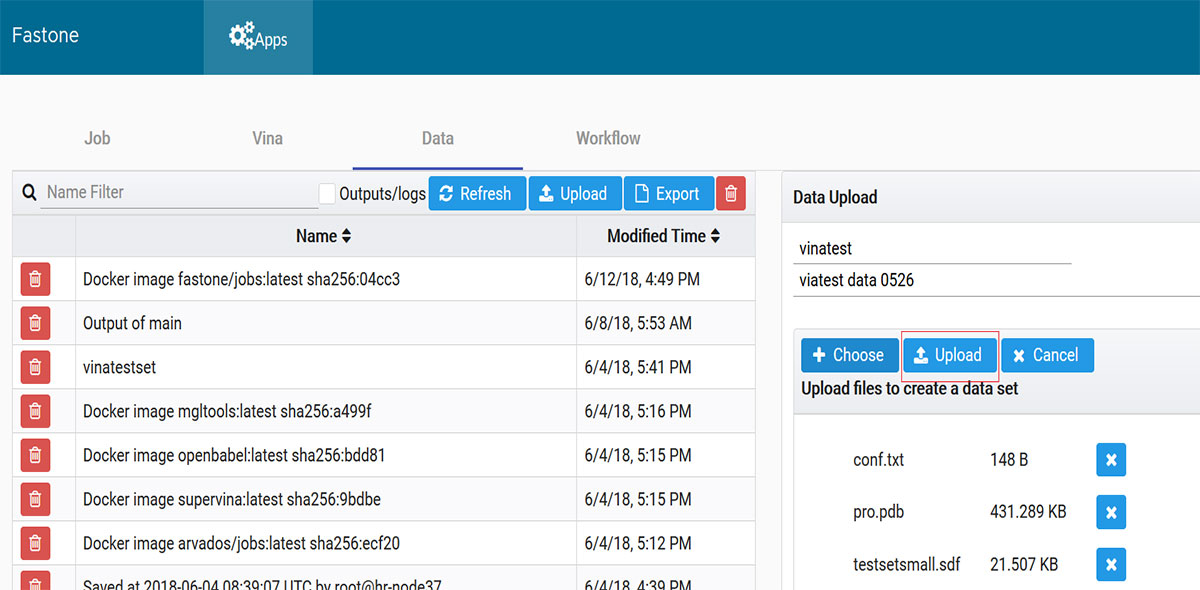 Fastone Apps
Job Vina Data Workflow
Name Filter Outputs/logs Refresh Upload Export
Name Modified Time
Docker image fastone/jobs:latest sha256:04cc3 6/12/18, 4:49 PM
Output of main 6/8/18, 5:53 AM
vinatestset 6/4/18, 5:41 PM
Docker image mgltools:latest sha256:a499f 6/4/18, 5:16 PM
Docker image openbabel:latest sha256:bdd81 6/4/18, 5:15 PM
Docker image supervina:latest sha256:9bdbe 6/4/18, 5:15 PM
Docker image arvados/jobs:latest sha256:ecf20 6/4/18, 5:12 PM
Saved at 2018-06-04 08:39:07 UTC by root@hr-node37 6/4/18, 4:39 PM
Data Upload
vinatest
viatest data 0526
Choose Upload Cancel
Upload files to create a data set
conf.txt 148 B
pro.pdb 431.289 KB
testsetsmall.sdf 21.507 KB